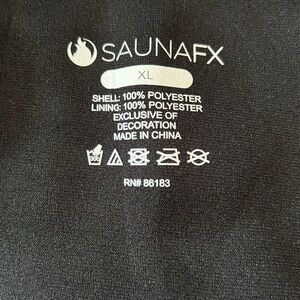 SAUNAFX
XL
SHELL: 100% POLYESTER
LINING: 100% POLYESTER
EXCLUSIVE OF
DECORATION
MADE IN CHINA
RN# 86183